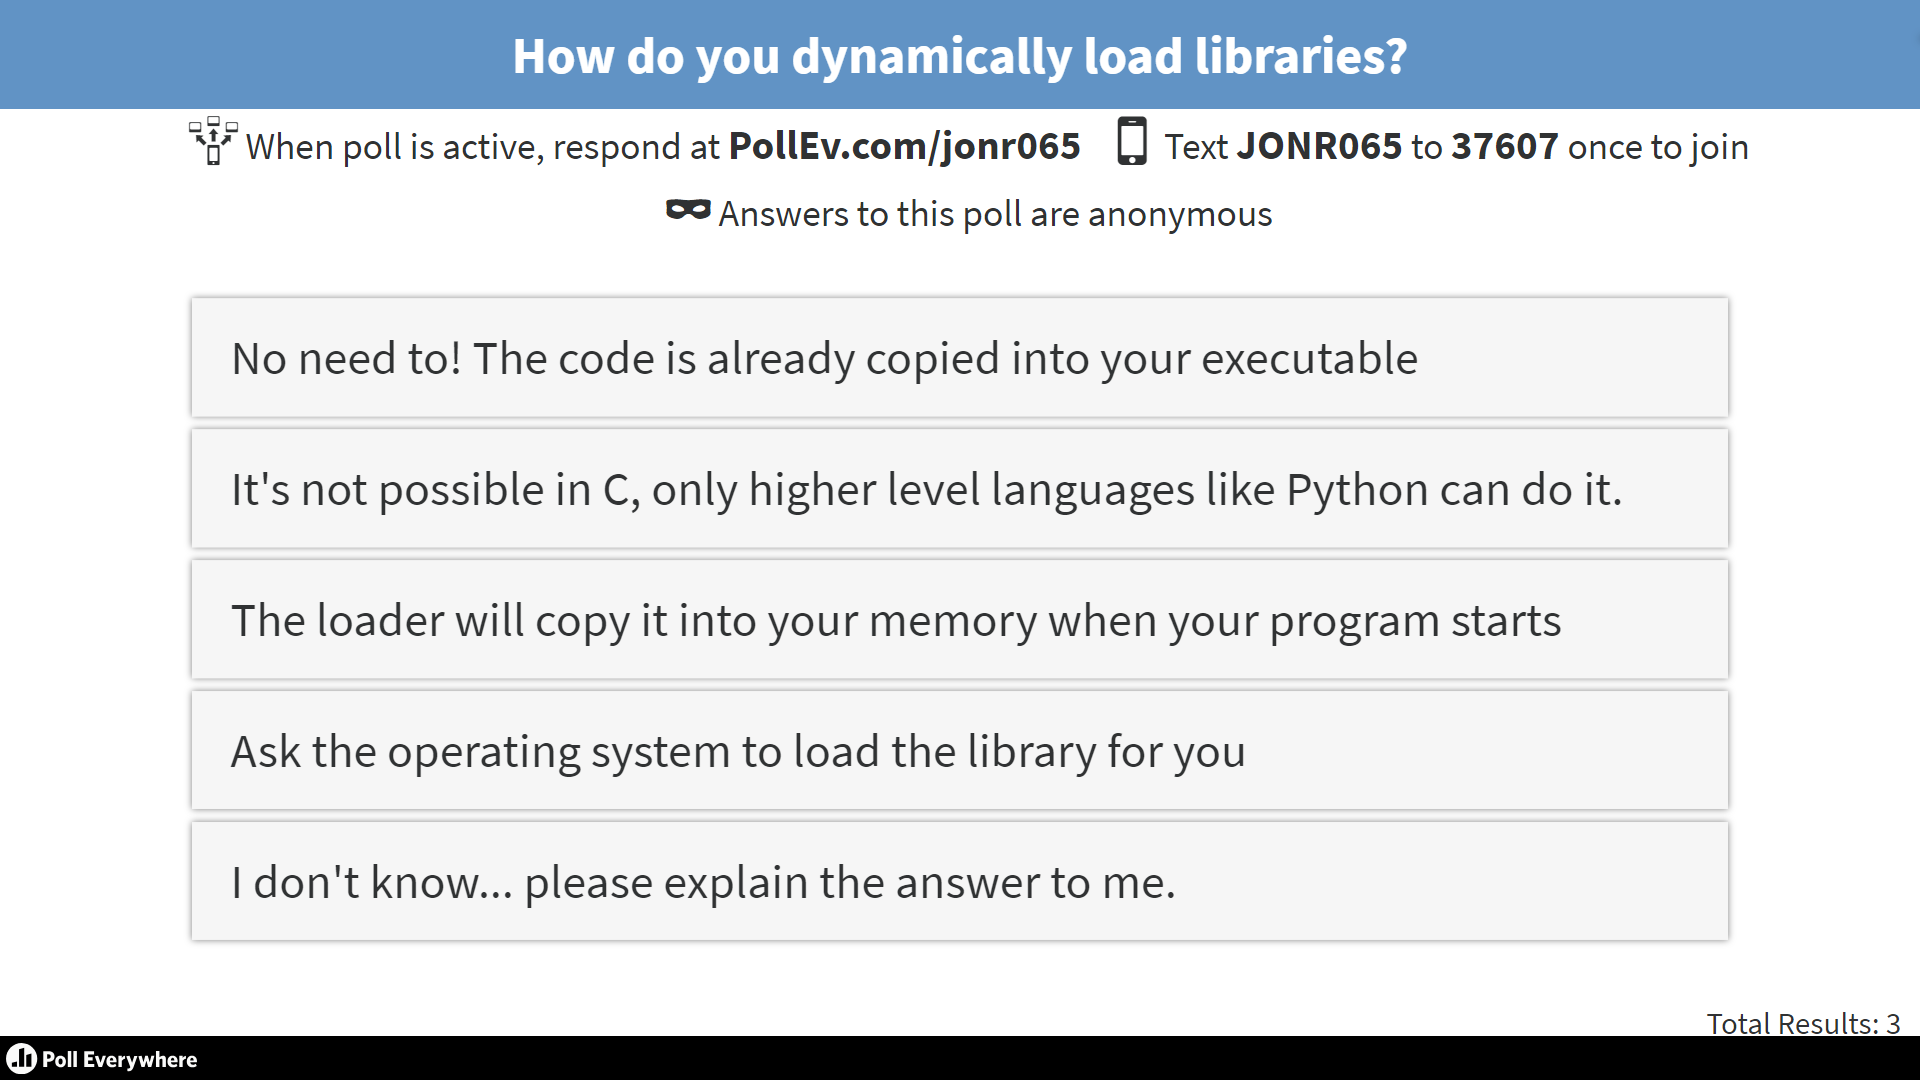 How do you dynamically load libraries?
When poll is active, respond at PollEv.com/jonr065 Text JONR065 to 37607 once to join
Answers to this poll are anonymous
No need to! The code is already copied into your executable
It's not possible in C, only higher level languages like Python can do it.
The loader will copy it into your memory when your program starts
Ask the operating system to load the library for you
I don't know... please explain the answer to me.
Total Results: 3
Poll Everywhere